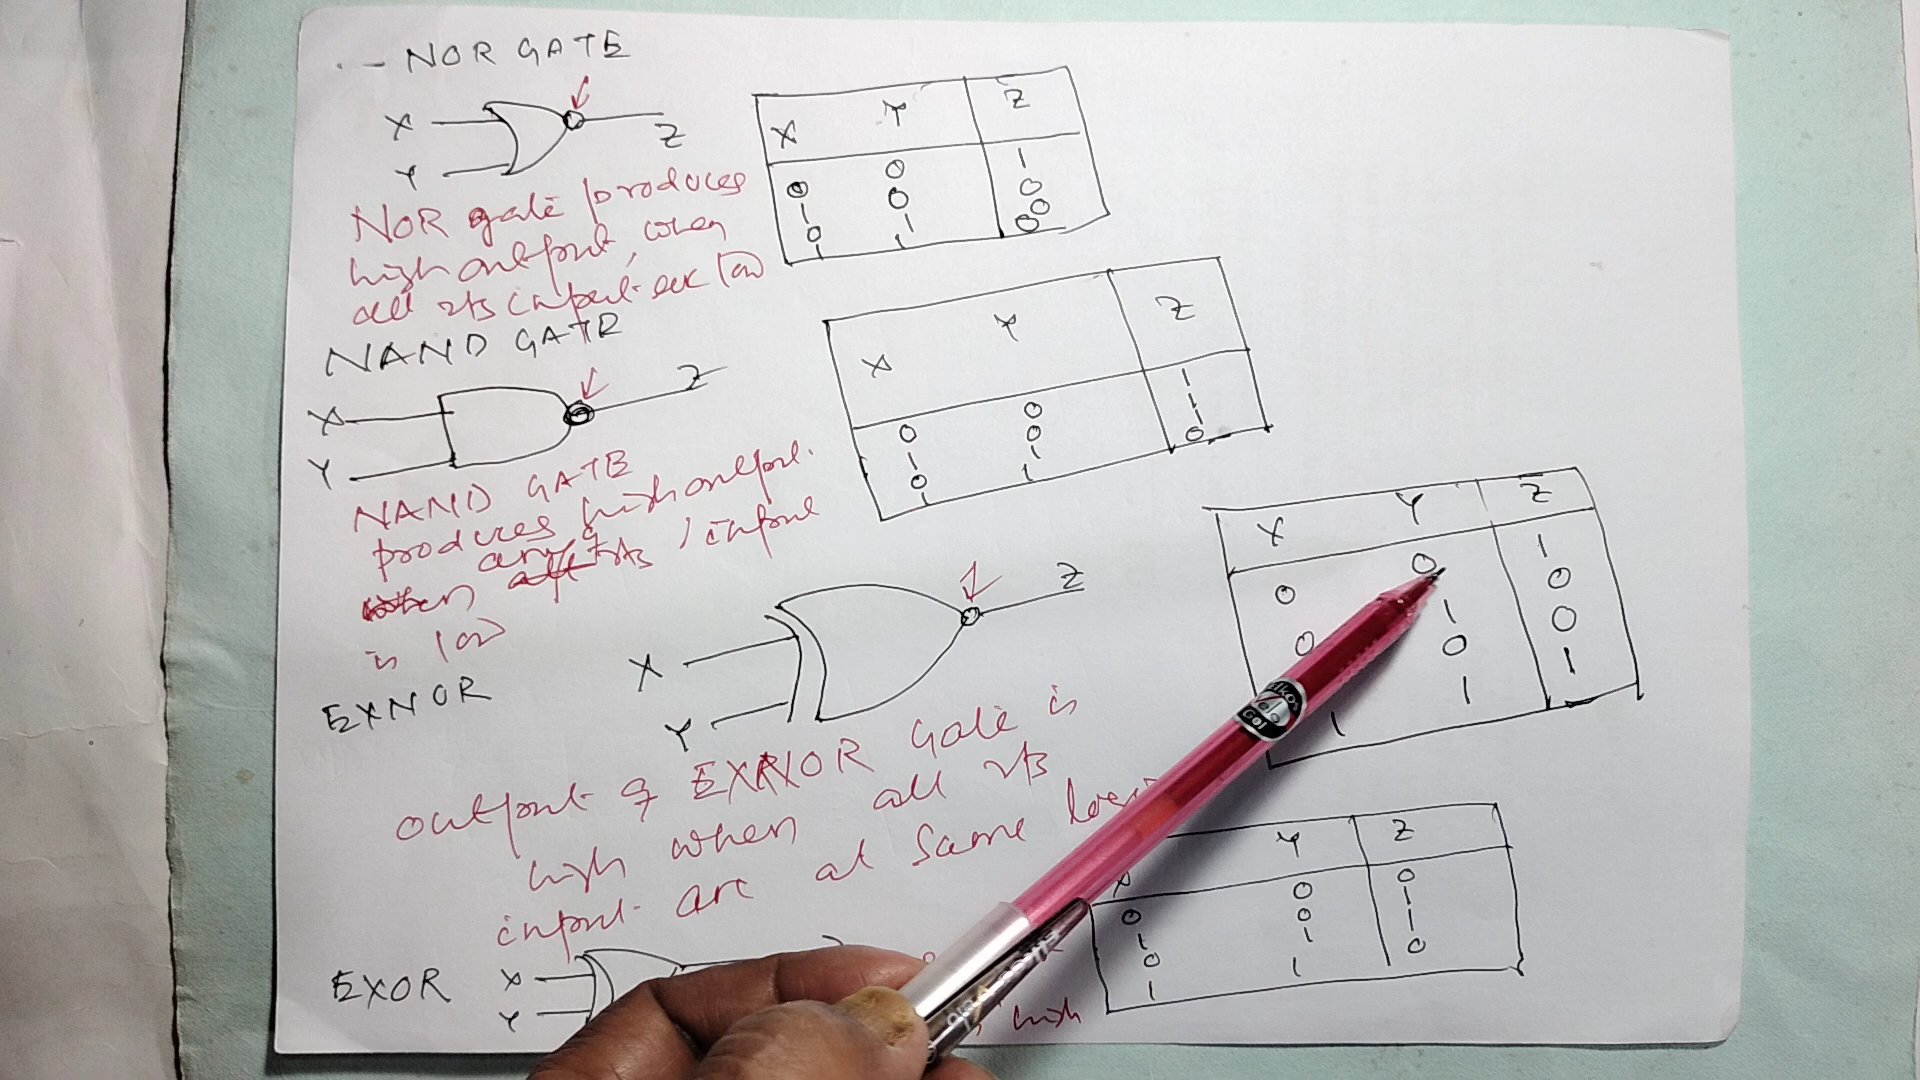 NOR GATE
X
Y
Z
NOR gate produces
high output, when
all its input are low
X Y Z
0 0 1
1 0 0
0 1 0
1 1 0
NAND GATE
X
Y
Z
NAND GATE
produces high output
when any of its input
is low
X Y Z
0 0 1
1 0 1
0 1 1
1 1 0
EXNOR
X
Y
Z
output of EXNOR Gate is
high when all its
input are at same
X Y Z
0 0 1
0 1 0
0 0
1 1 1
EXOR
X
Y
high
X Y Z
0 0 0
1 0 1
0 1 1
1 1 0